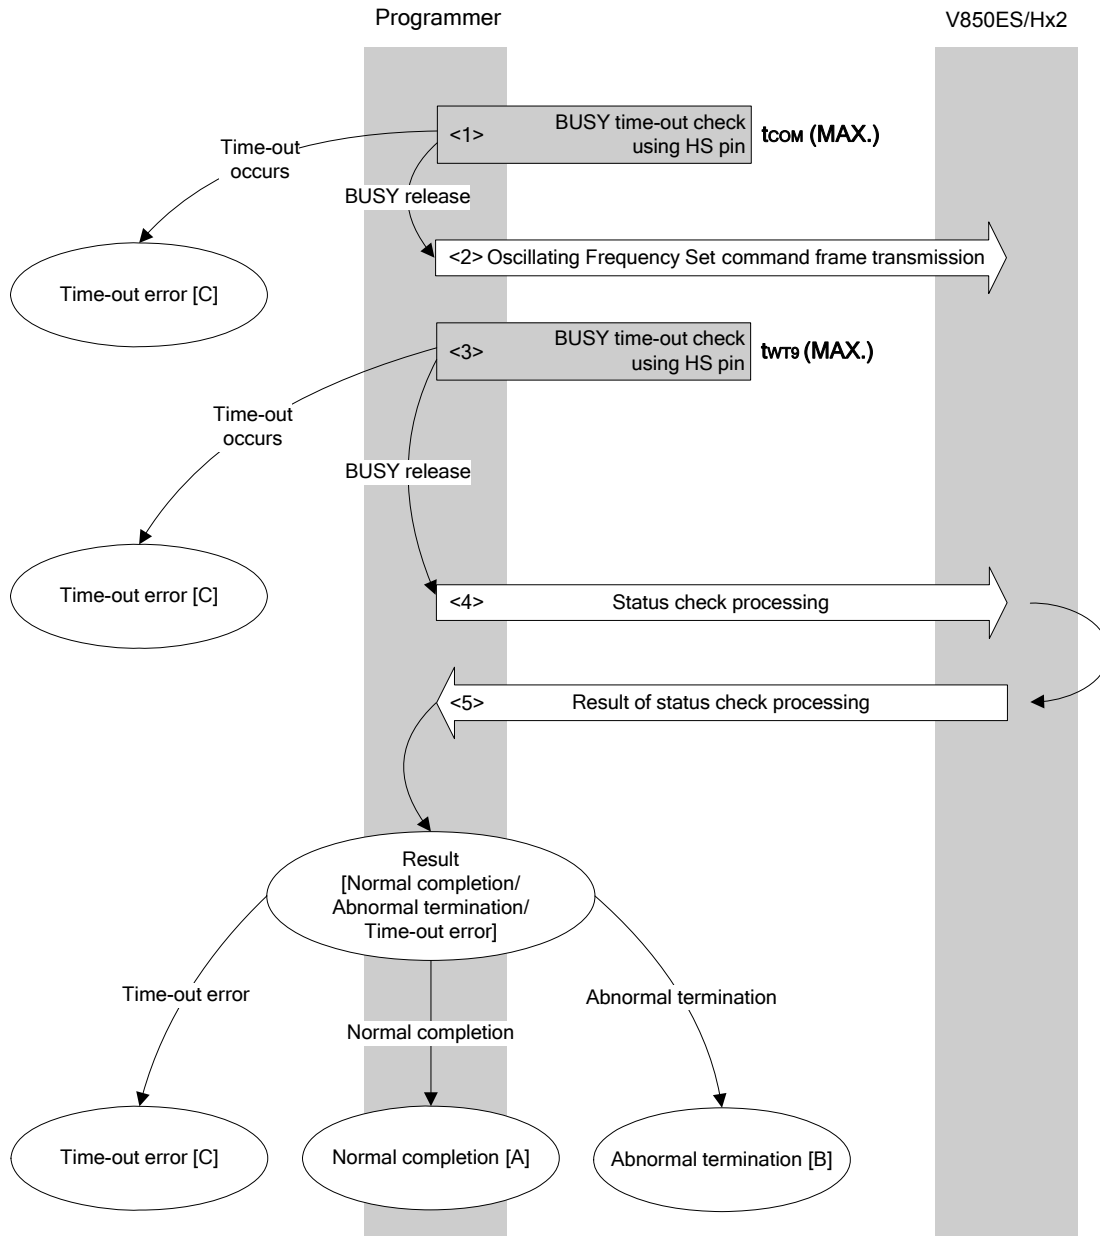 Programmer
V850ES/Hx2
<1>
BUSY time-out check
using HS pin
tCOM (MAX.)
Time-out
occurs
BUSY release
<2> Oscillating Frequency Set command frame transmission
Time-out error [C]
<3>
BUSY time-out check
using HS pin
tWT9 (MAX.)
Time-out
occurs
BUSY release
Time-out error [C]
<4>
Status check processing
<5>
Result of status check processing
Result
[Normal completion/
Abnormal termination/
Time-out error]
Time-out error
Normal completion
Abnormal termination
Time-out error [C]
Normal completion [A]
Abnormal termination [B]